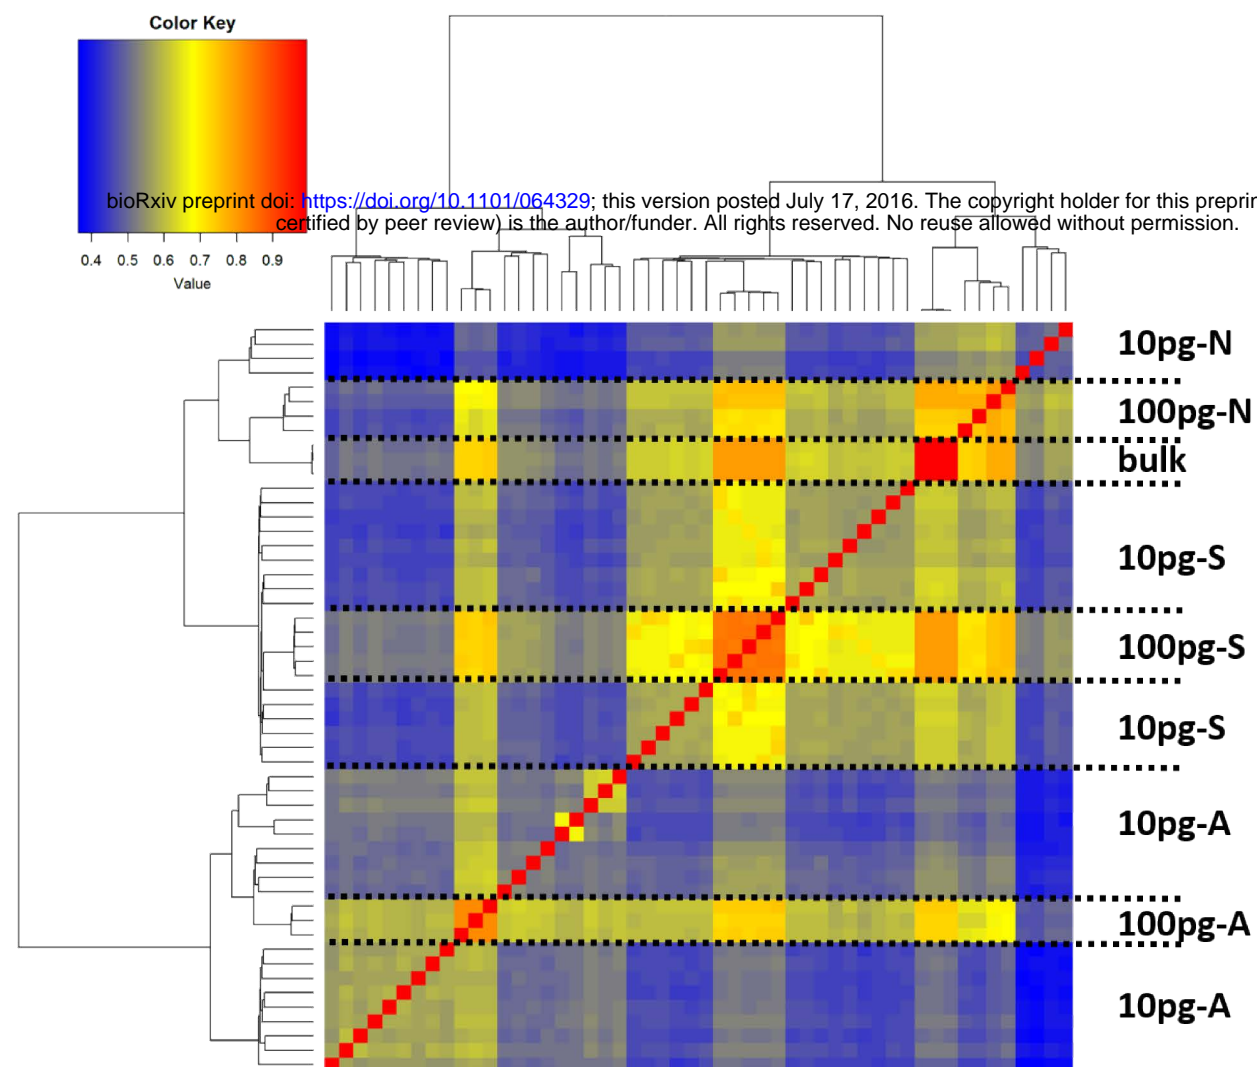 Color Key
bioRxiv preprint doi: https://doi.org/10.1101/064329; this version posted July 17, 2016. The copyright holder for this preprin
certified by peer review) is the author/funder. All rights reserved. No reuse allowed without permission.
0.4 0.5 0.6 0.7 0.8 0.9
Value
10pg-N
100pg-N
bulk
10pg-S
100pg-S
10pg-S
10pg-A
100pg-A
10pg-A